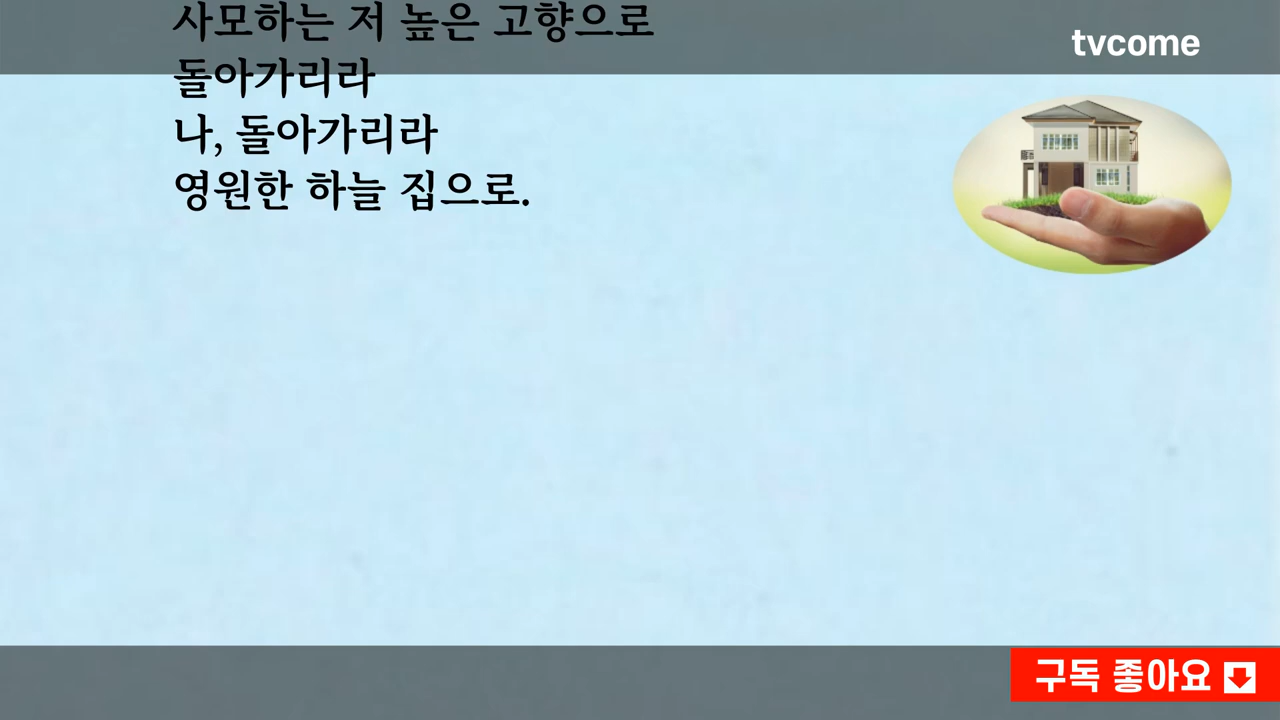 사모하는 저 높은 고향으로
tvcome
돌아가리라
나, 돌아가리라
영원한 하늘 집으로.
구독 좋아요